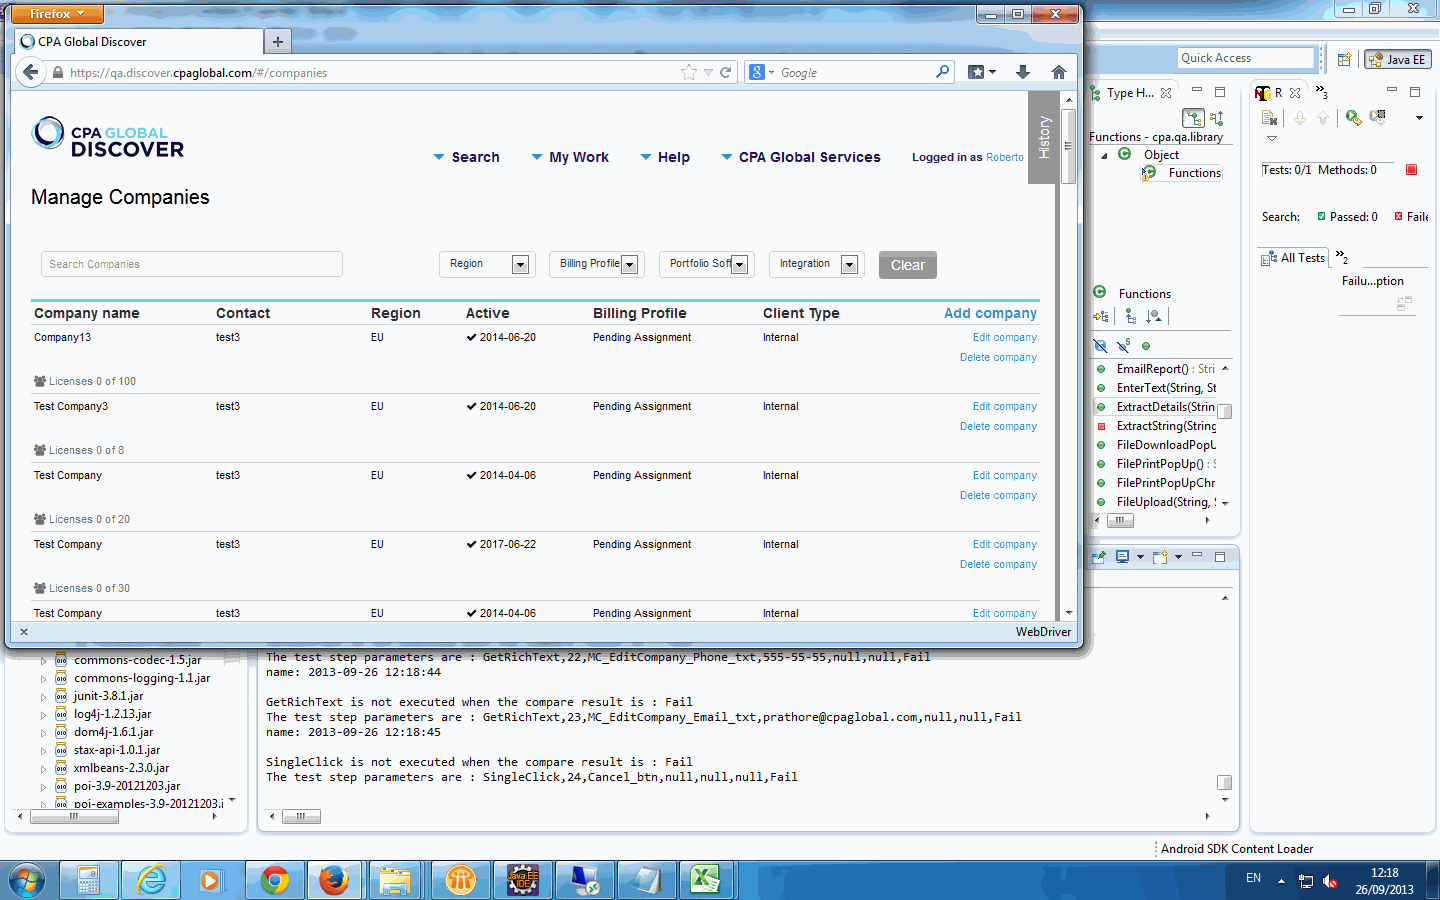 Firefox
CPA Global Discover
https://qa.discover.cpaglobal.com/#/companies
Google
Quick Access
Java EE
CPA GLOBAL
DISCOVER
Search
My Work
Help
CPA Global Services
Logged in as Roberto
History
Manage Companies
Search Companies
Region
Billing Profile
Portfolio Soft
Integration
Clear
Company name Contact Region Active Billing Profile Client Type Add company
Company13 test3 EU 2014-06-20 Pending Assignment Internal Edit company
Delete company
Licenses 0 of 100
Test Company3 test3 EU 2014-06-20 Pending Assignment Internal Edit company
Delete company
Licenses 0 of 8
Test Company test3 EU 2014-04-06 Pending Assignment Internal Edit company
Delete company
Licenses 0 of 20
Test Company test3 EU 2017-06-22 Pending Assignment Internal Edit company
Delete company
Licenses 0 of 30
Test Company test3 EU 2014-04-06 Pending Assignment Internal Edit company
WebDriver
Type H...
Functions - cpa.qa.library
Object
Functions
Functions
EmailReport() : Stri
EnterText(String, St
ExtractDetails(Strin
ExtractString(String
FileDownloadPopU
FilePrintPopUp() : S
FilePrintPopUpChr
FileUpload(String, S
R
3
Tests: 0/1 Methods: 0
Search: Passed: 0 Faile
All Tests
2
Failu...ption
commons-codec-1.5.jar
commons-logging-1.1.jar
junit-3.8.1.jar
log4j-1.2.13.jar
dom4j-1.6.1.jar
stax-api-1.0.1.jar
xmlbeans-2.3.0.jar
poi-3.9-20121203.jar
poi-examples-3.9-20121203.j
The test step parameters are : GetRichText,22,MC_EditCompany_Phone_txt,555-55-55,null,null,Fail
name: 2013-09-26 12:18:44
GetRichText is not executed when the compare result is : Fail
The test step parameters are : GetRichText,23,MC_EditCompany_Email_txt,prathore@cpaglobal.com,null,null,Fail
name: 2013-09-26 12:18:45
SingleClick is not executed when the compare result is : Fail
The test step parameters are : SingleClick,24,Cancel_btn,null,null,null,Fail
Android SDK Content Loader
Java EE
IDE
EN
12:18
26/09/2013